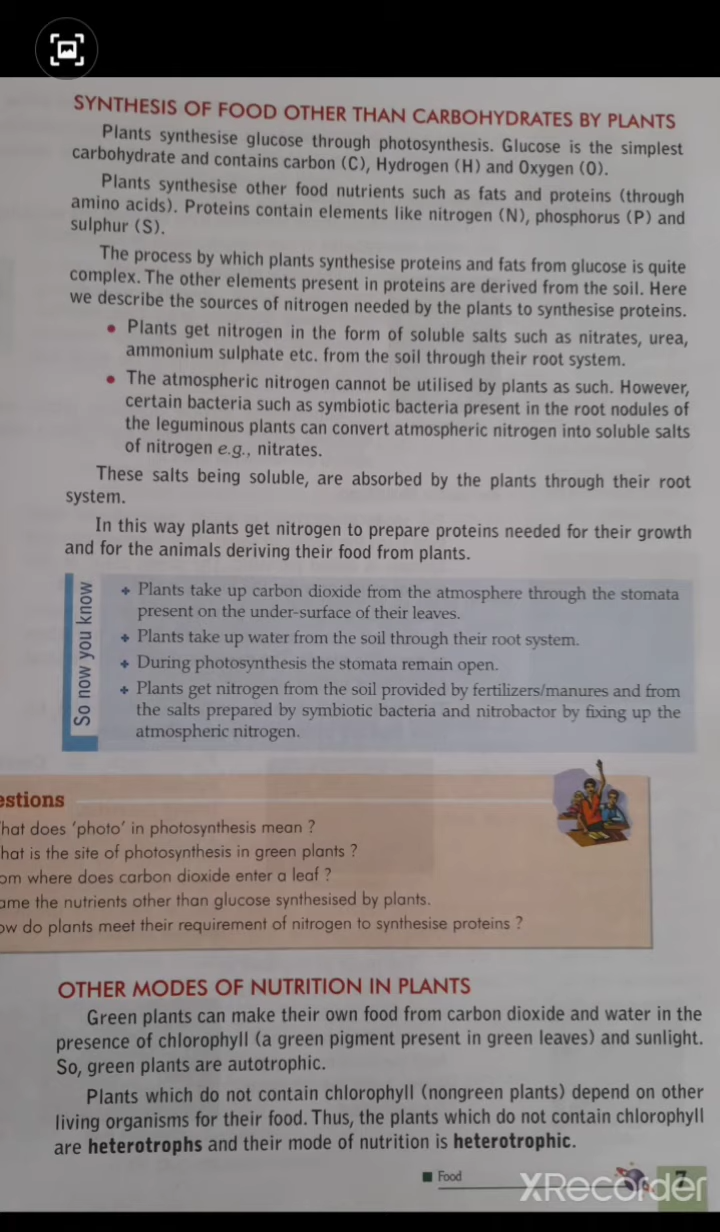 SYNTHESIS OF FOOD OTHER THAN CARBOHYDRATES BY PLANTS
Plants synthesise glucose through photosynthesis. Glucose is the simplest
carbohydrate and contains carbon (C), Hydrogen (H) and Oxygen (O).
Plants synthesise other food nutrients such as fats and proteins (through
amino acids). Proteins contain elements like nitrogen (N), phosphorus (P) and
sulphur (S).
The process by which plants synthesise proteins and fats from glucose is quite
complex. The other elements present in proteins are derived from the soil. Here
we describe the sources of nitrogen needed by the plants to synthesise proteins.
• Plants get nitrogen in the form of soluble salts such as nitrates, urea,
ammonium sulphate etc. from the soil through their root system.
• The atmospheric nitrogen cannot be utilised by plants as such. However,
certain bacteria such as symbiotic bacteria present in the root nodules of
the leguminous plants can convert atmospheric nitrogen into soluble salts
of nitrogen e.g., nitrates.
These salts being soluble, are absorbed by the plants through their root
system.
In this way plants get nitrogen to prepare proteins needed for their growth
and for the animals deriving their food from plants.
So now you know
Plants take up carbon dioxide from the atmosphere through the stomata
present on the under-surface of their leaves.
Plants take up water from the soil through their root system.
During photosynthesis the stomata remain open.
Plants get nitrogen from the soil provided by fertilizers/manures and from
the salts prepared by symbiotic bacteria and nitrobactor by fixing up the
atmospheric nitrogen.
estions
hat does ‘photo’ in photosynthesis mean ?
hat is the site of photosynthesis in green plants ?
om where does carbon dioxide enter a leaf ?
ame the nutrients other than glucose synthesised by plants.
ow do plants meet their requirement of nitrogen to synthesise proteins ?
OTHER MODES OF NUTRITION IN PLANTS
Green plants can make their own food from carbon dioxide and water in the
presence of chlorophyll (a green pigment present in green leaves) and sunlight.
So, green plants are autotrophic.
Plants which do not contain chlorophyll (nongreen plants) depend on other
living organisms for their food. Thus, the plants which do not contain chlorophyll
are heterotrophs and their mode of nutrition is heterotrophic.
Food
7
XRecorder